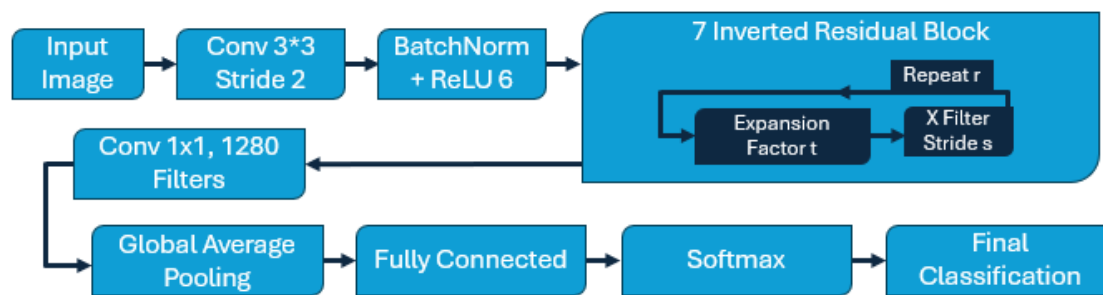 Input
Image
Conv 3*3
Stride 2
BatchNorm
+ ReLU 6
7 Inverted Residual Block
Repeat r
Expansion
Factor t
X Filter
Stride s
Conv 1x1, 1280
Filters
Global Average
Pooling
Fully Connected
Softmax
Final
Classification